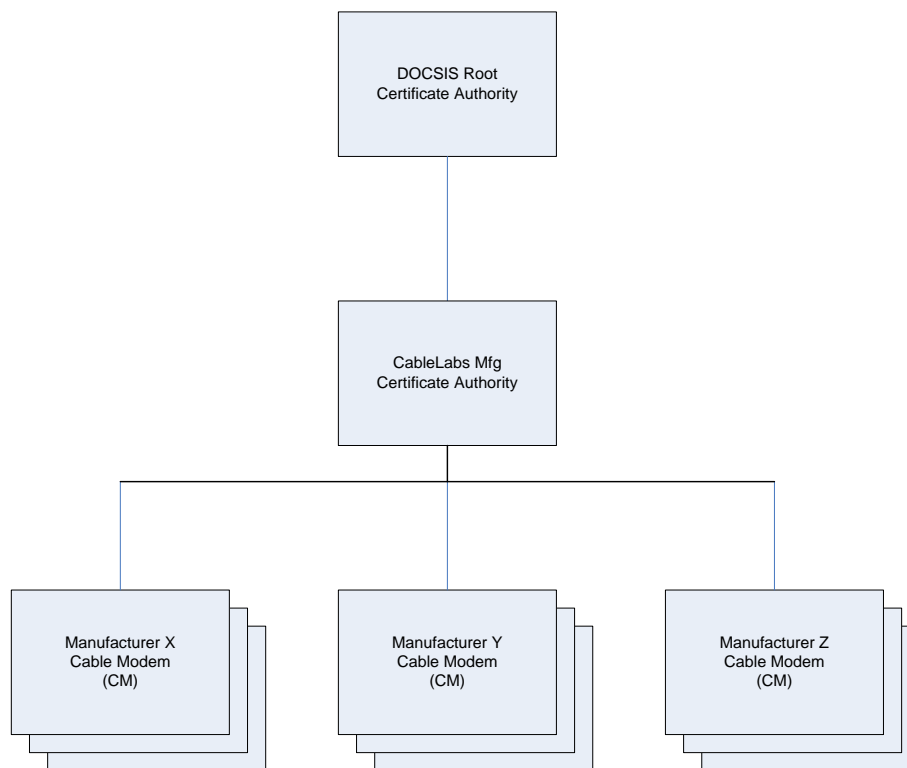 DOCSIS Root
Certificate Authority
CableLabs Mfg
Certificate Authority
Manufacturer X
Cable Modem
(CM)
Manufacturer Y
Cable Modem
(CM)
Manufacturer Z
Cable Modem
(CM)